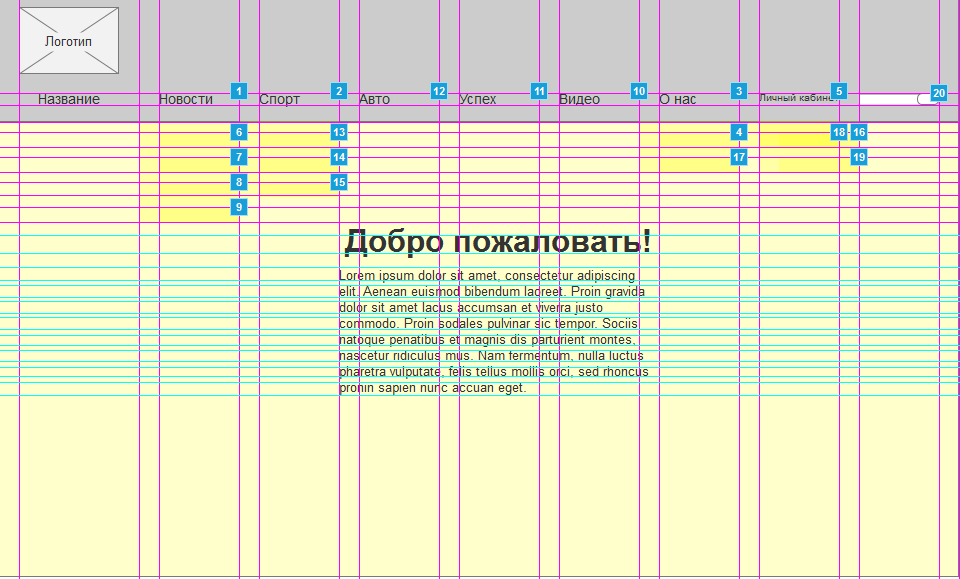 Логотип
1 2 12 11 10 3 5 20
Название Новости Спорт Авто Успех Видео О нас Личный кабинет
6 13 4 18 16
7 14 17 19
8 15
9
Добро пожаловать!
Lorem ipsum dolor sit amet, consectetur adipiscing
elit. Aenean euismod bibendum laoreet. Proin gravida
dolor sit amet lacus accumsan et viverra justo
commodo. Proin sodales pulvinar sic tempor. Sociis
natoque penatibus et magnis dis parturient montes,
nascetur ridiculus mus. Nam fermentum, nulla luctus
pharetra vulputate, felis tellus mollis orci, sed rhoncus
pronin sapien nunc accuan eget.